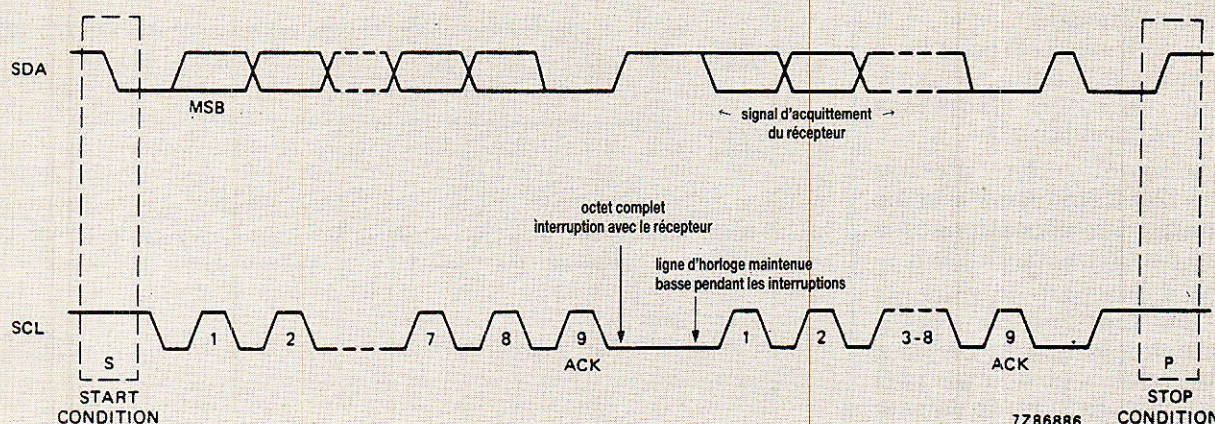 SDA
MSB
← signal d'acquittement →
du récepteur
octet complet
interruption avec le récepteur
ligne d'horloge maintenue
basse pendant les interruptions
SCL
1
2
7
8
9
1
2
3-8
9
ACK
ACK
S
P
START
CONDITION
STOP
CONDITION
7Z86886